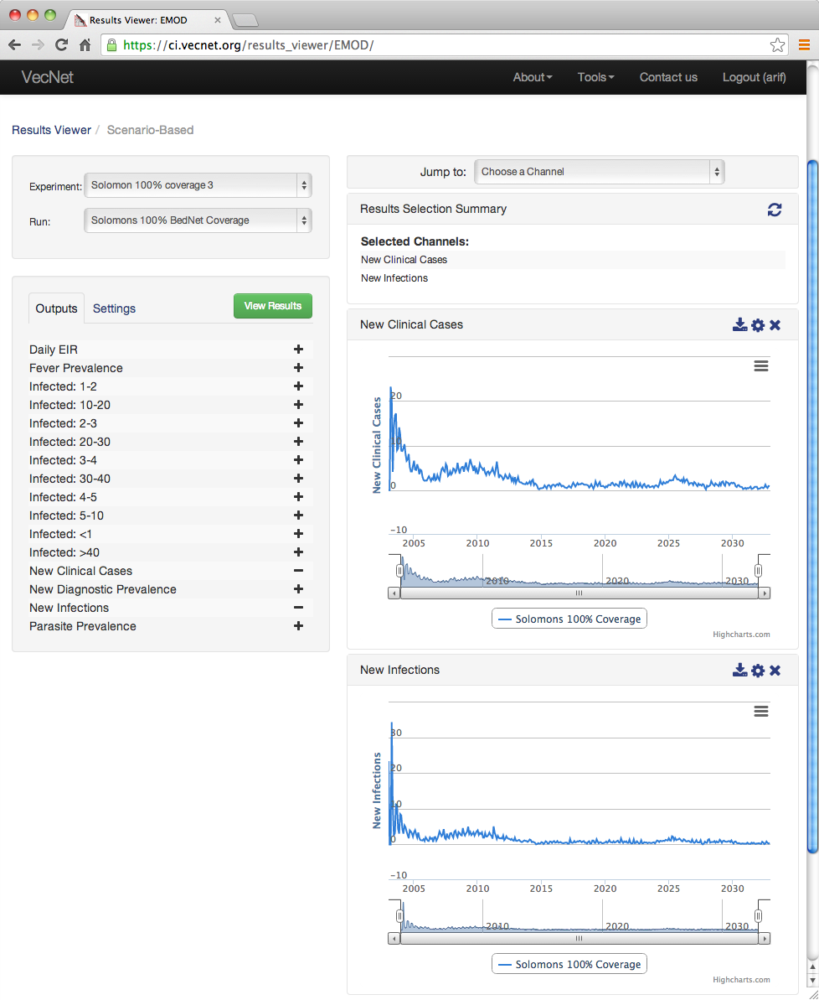 Results Viewer: EMOD
https://ci.vecnet.org/results_viewer/EMOD/
VecNet About Tools Contact us Logout (arif)
Results Viewer / Scenario-Based
Experiment: Solomon 100% coverage 3
Run: Solomons 100% BedNet Coverage
Outputs Settings View Results
Daily EIR
Fever Prevalence
Infected: 1-2
Infected: 10-20
Infected: 2-3
Infected: 20-30
Infected: 3-4
Infected: 30-40
Infected: 4-5
Infected: 5-10
Infected: <1
Infected: >40
New Clinical Cases
New Diagnostic Prevalence
New Infections
Parasite Prevalence
Jump to: Choose a Channel
Results Selection Summary
Selected Channels:
New Clinical Cases
New Infections
New Clinical Cases
New Clinical Cases
20
10
0
-10
2005 2010 2015 2020 2025 2030
2010 2020 2030
Solomons 100% Coverage
Highcharts.com
New Infections
New Infections
30
20
10
0
-10
2005 2010 2015 2020 2025 2030
2010 2020 2030
Solomons 100% Coverage
Highcharts.com